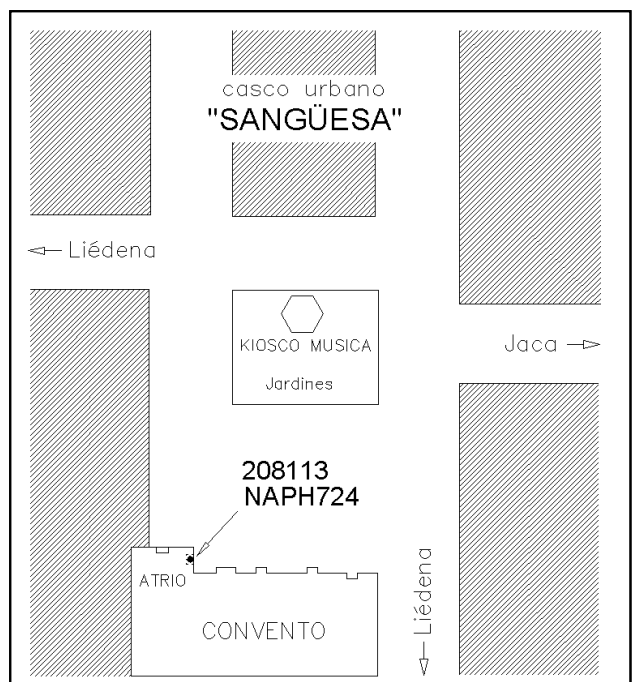 casco urbano
"SANGÜESA"
Liédena
KIOSCO MUSICA
Jardines
Jaca
208113
NAPH724
ATRIO
CONVENTO
Liédena